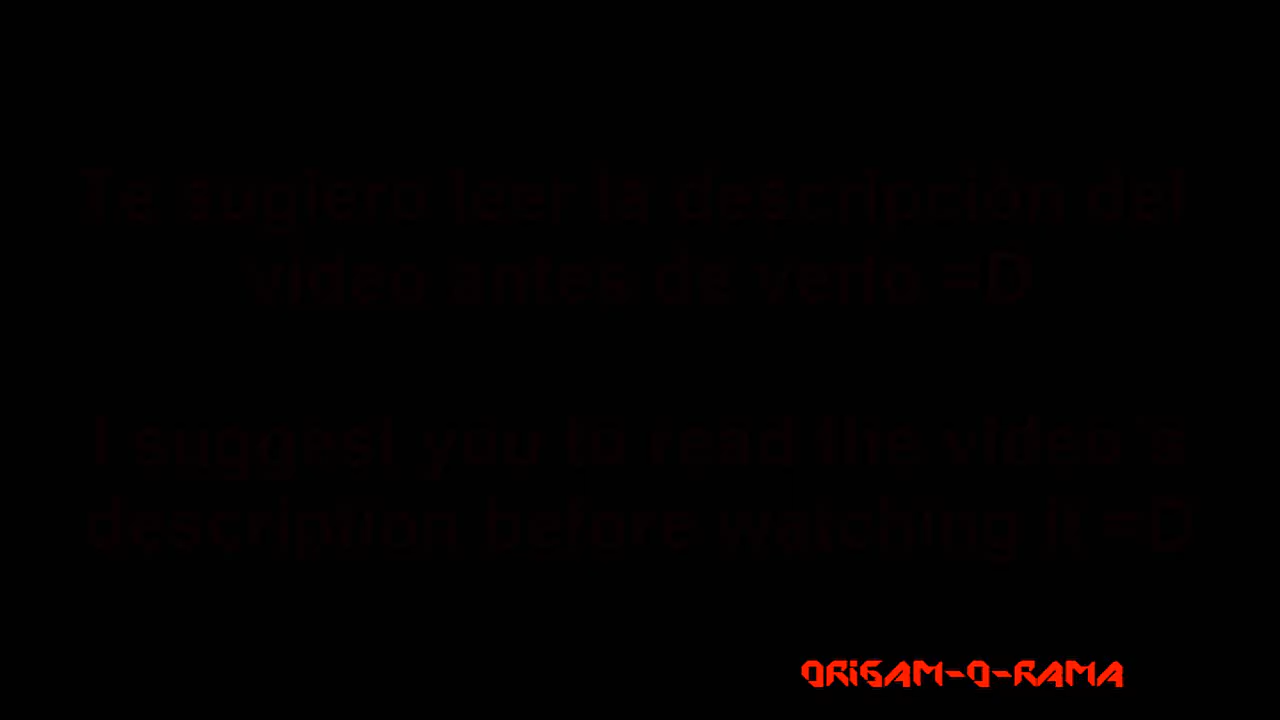 Te sugiero leer la descripción del
video antes de verlo =D
I suggest you to read the video´s
description before watching it =D
ORIGAM-O-RAMA